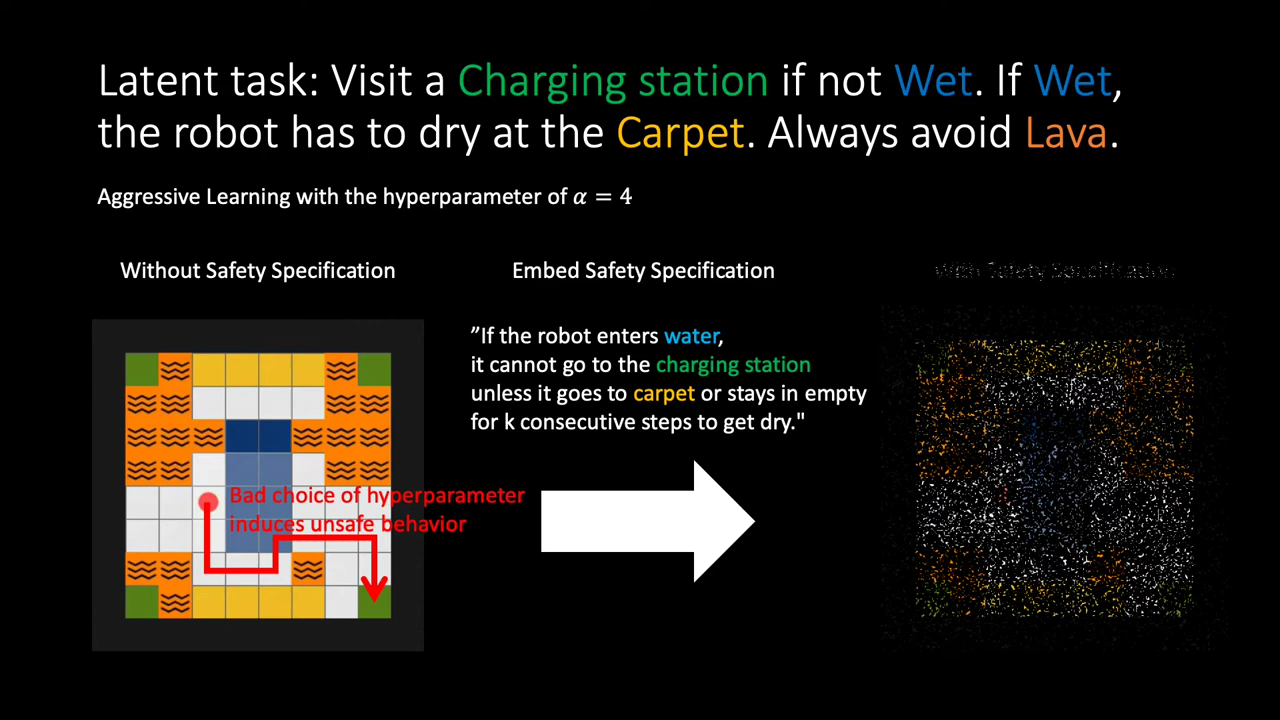 Latent task: Visit a Charging station if not Wet. If Wet,
the robot has to dry at the Carpet. Always avoid Lava.
Aggressive Learning with the hyperparameter of α = 4
Without Safety Specification
Embed Safety Specification
With Safety Specification
”If the robot enters water,
it cannot go to the charging station
unless it goes to carpet or stays in empty
for k consecutive steps to get dry."
Bad choice of hyperparameter
induces unsafe behavior